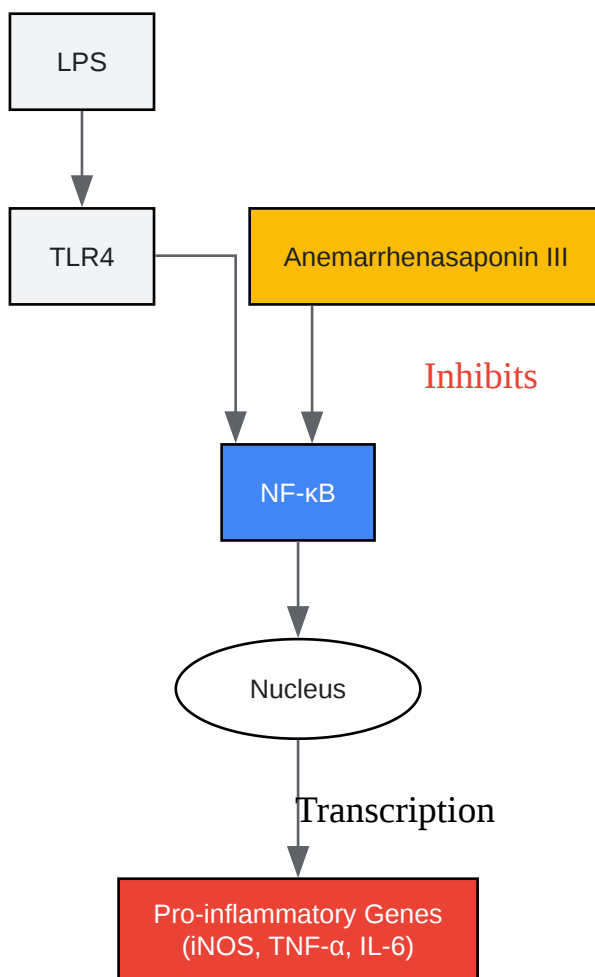 LPS
TLR4
Anemarrhenasaponin III
Inhibits
NF-κB
Nucleus
Transcription
Pro-inflammatory Genes
(iNOS, TNF-α, IL-6)